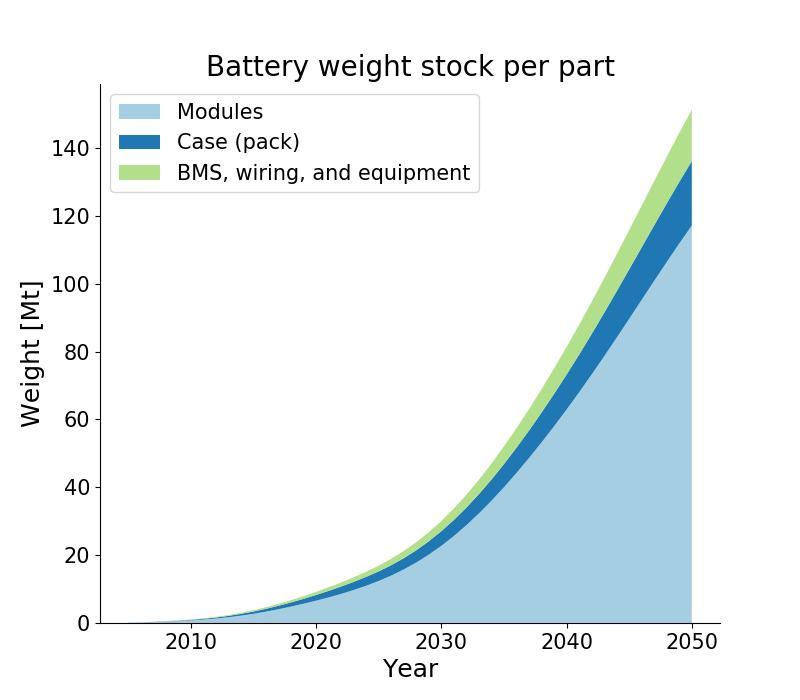 Battery weight stock per part
Modules
Case (pack)
BMS, wiring, and equipment
Weight [Mt]
140
120
100
80
60
40
20
0
2010 2020 2030 2040 2050
Year